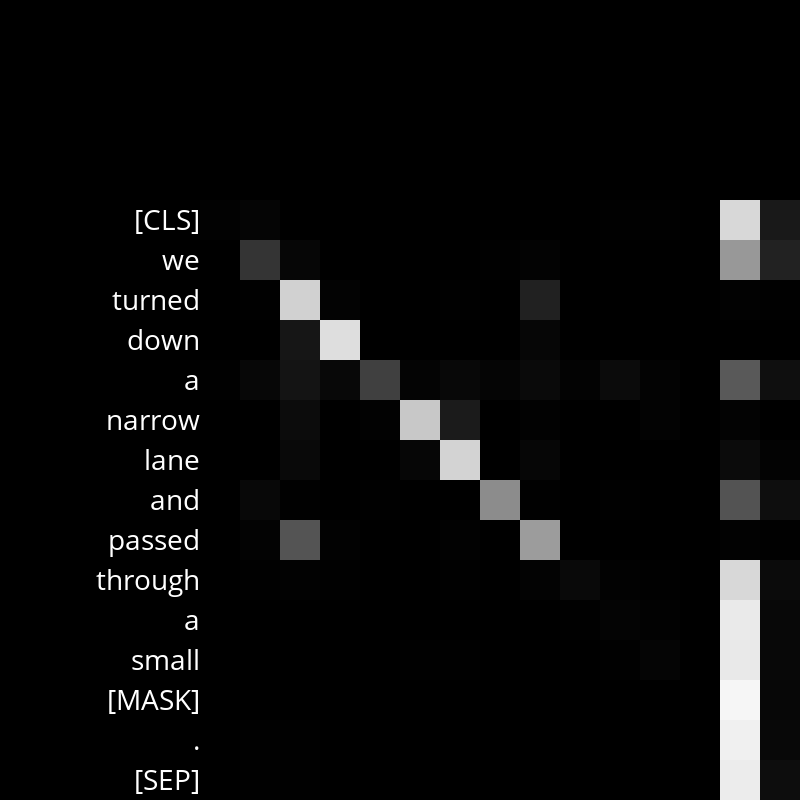 [CLS]
we
turned
down
a
narrow
lane
and
passed
through
a
small
[MASK]
.
[SEP]